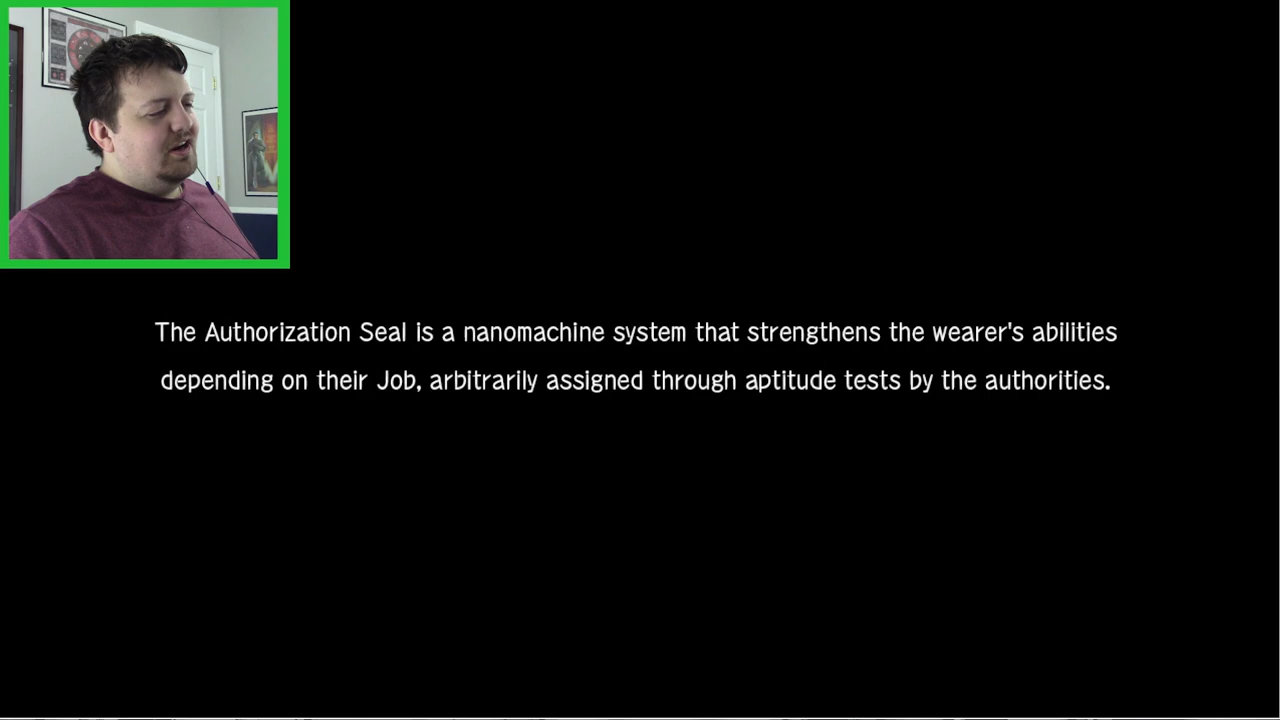 The Authorization Seal is a nanomachine system that strengthens the wearer's abilities
depending on their Job, arbitrarily assigned through aptitude tests by the authorities.